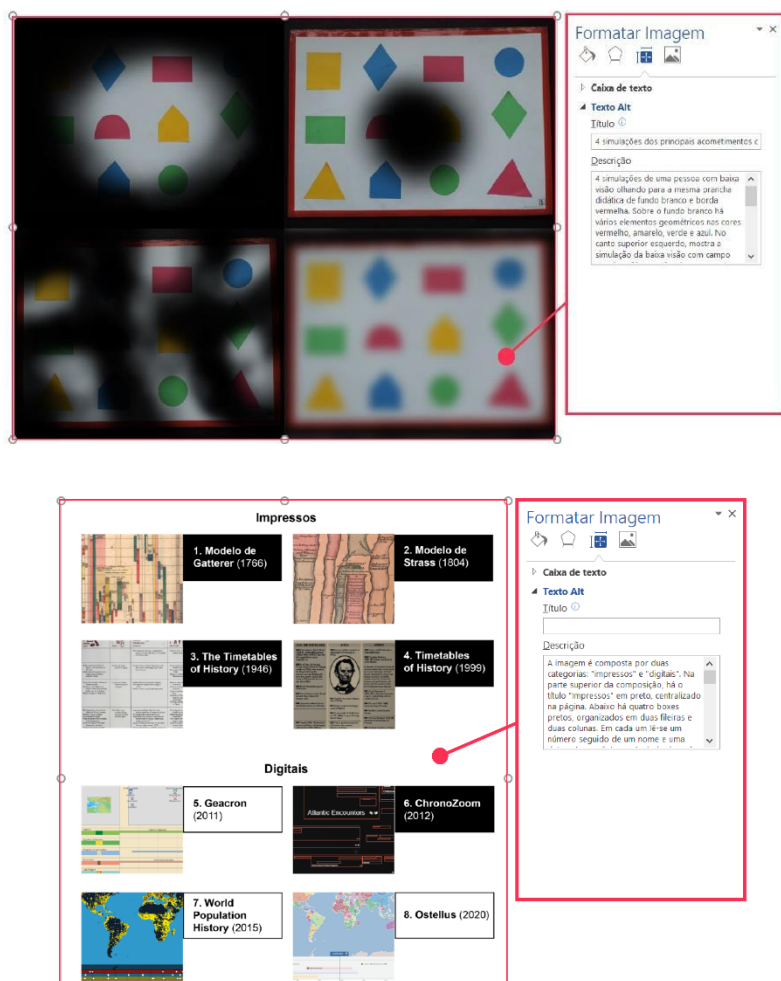 Formatar Imagem
Caixa de texto
Texto Alt
Título
4 simulações dos principais acometimentos c
Descrição
4 simulações de uma pessoa com baixa
visão olhando para a mesma prancha
didática de fundo branco e borda
vermelha. Sobre o fundo branco há
vários elementos geométricos nas cores
vermelho, amarelo, verde e azul. No
canto superior esquerdo, mostra a
simulação da baixa visão com campo
Impressos
1. Modelo de
Gatterer (1766)
2. Modelo de
Strass (1804)
3. The Timetables
of History (1946)
4. Timetables
of History (1999)
Digitais
5. Geacron
(2011)
Atlantic Encounters
6. ChronoZoom
(2012)
7. World
Population
History (2015)
8. Ostellus (2020)
Formatar Imagem
Caixa de texto
Texto Alt
Título
Descrição
A imagem é composta por duas
categorias: "impressos" e "digitais". Na
parte superior da composição, há o
título "Impressos" em preto, centralizado
na página. Abaixo há quatro boxes
pretos, organizados em duas fileiras e
duas colunas. Em cada um lê-se um
número seguido de um nome e uma